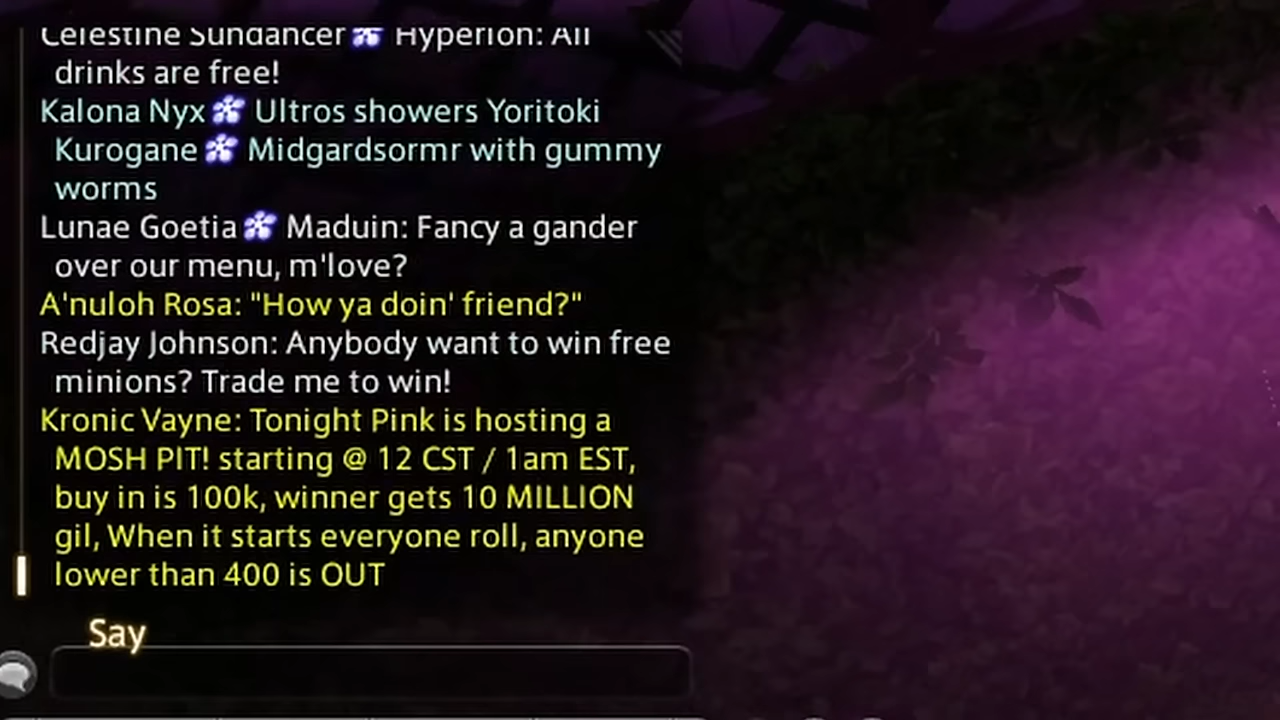 Celestine Sundancer Hyperion: All
drinks are free!
Kalona Nyx Ultros showers Yoritoki
Kurogane Midgardsormr with gummy
worms
Lunae Goetia Maduin: Fancy a gander
over our menu, m'love?
A'nuloh Rosa: "How ya doin' friend?"
Redjay Johnson: Anybody want to win free
minions? Trade me to win!
Kronic Vayne: Tonight Pink is hosting a
MOSH PIT! starting @ 12 CST / 1am EST,
buy in is 100k, winner gets 10 MILLION
gil, When it starts everyone roll, anyone
lower than 400 is OUT
Say